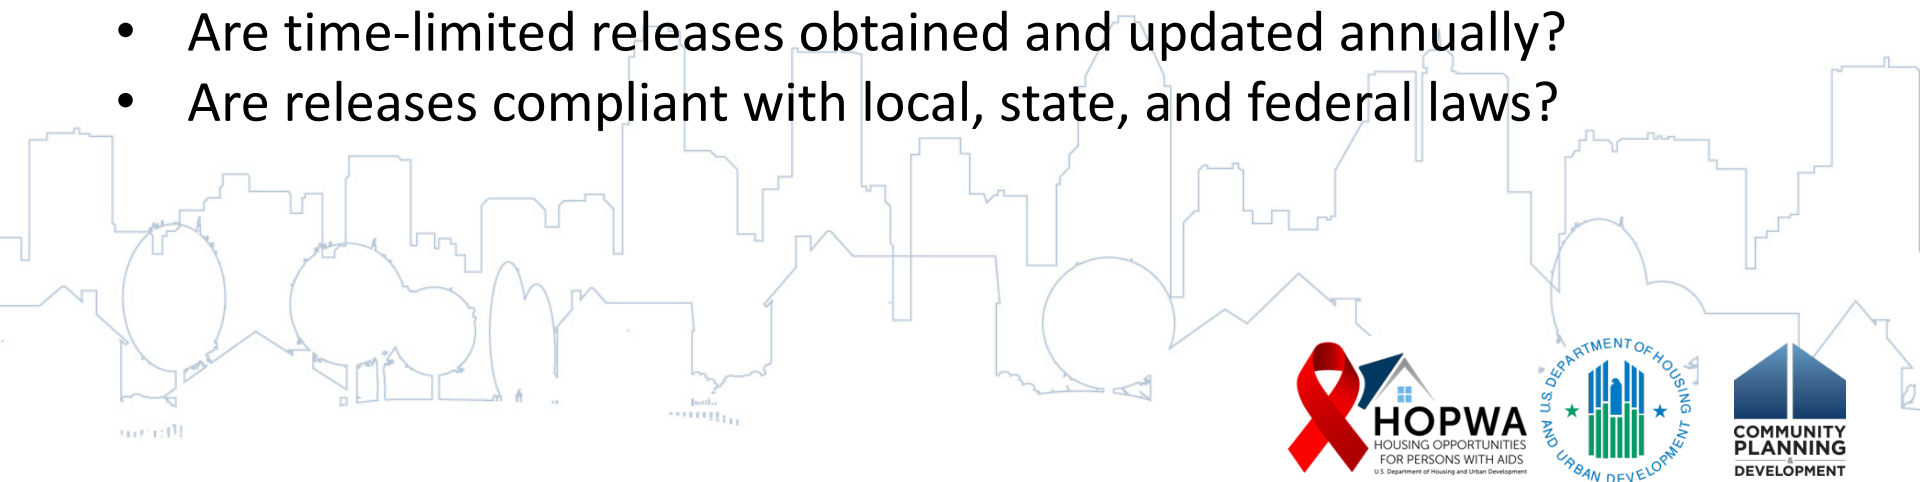 • Are time-limited releases obtained and updated annually?
• Are releases compliant with local, state, and federal laws?
HOPWA
HOUSING OPPORTUNITIES
FOR PERSONS WITH AIDS
U.S. Department of Housing and Urban Development
U.S. DEPARTMENT OF HOUSING
AND URBAN DEVELOPMENT
COMMUNITY
PLANNING
&
DEVELOPMENT